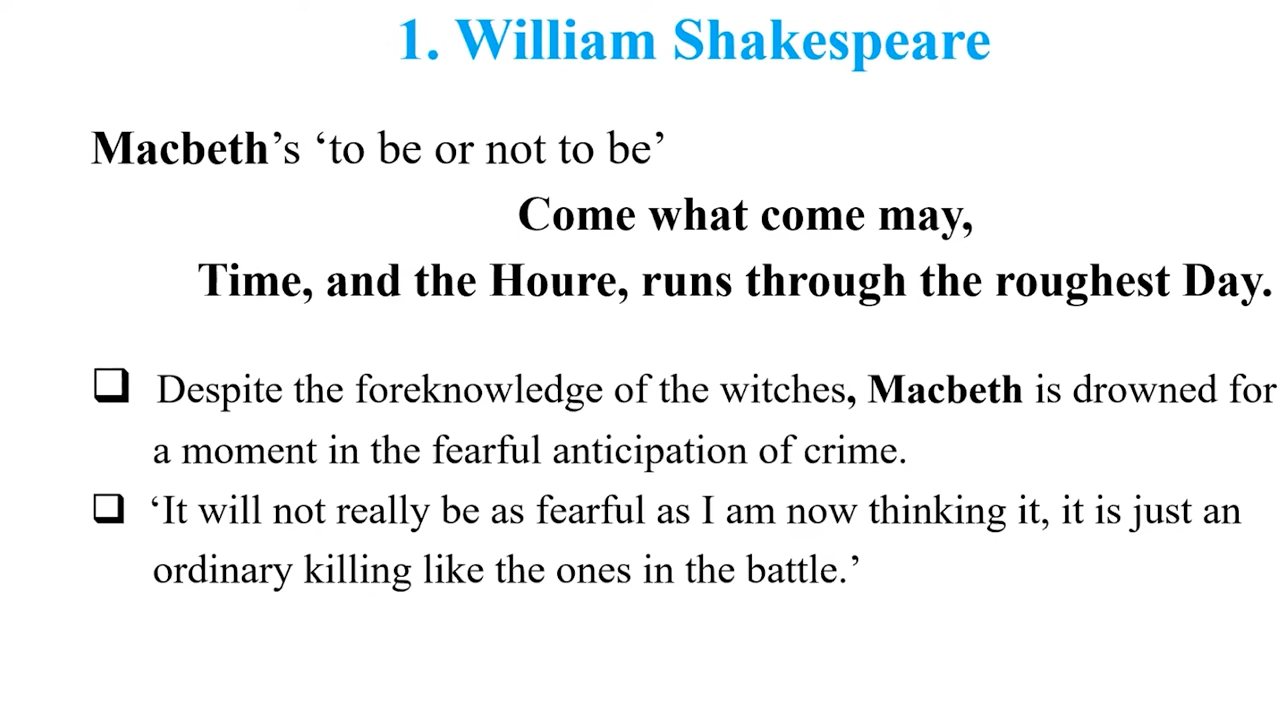 1. William Shakespeare
Macbeth’s ‘to be or not to be’
Come what come may,
Time, and the Houre, runs through the roughest Day.
❑ Despite the foreknowledge of the witches, Macbeth is drowned for
a moment in the fearful anticipation of crime.
❑ ‘It will not really be as fearful as I am now thinking it, it is just an
ordinary killing like the ones in the battle.’